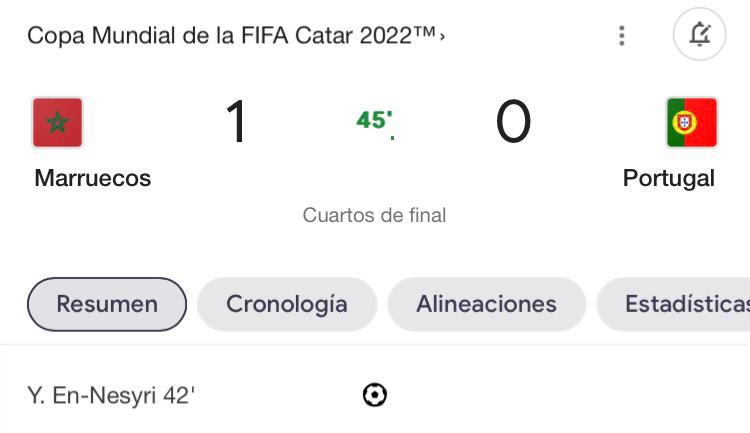 Copa Mundial de la FIFA Catar 2022™ ›
1 45' 0
Marruecos Portugal
Cuartos de final
Resumen Cronología Alineaciones Estadísticas
Y. En-Nesyri 42'